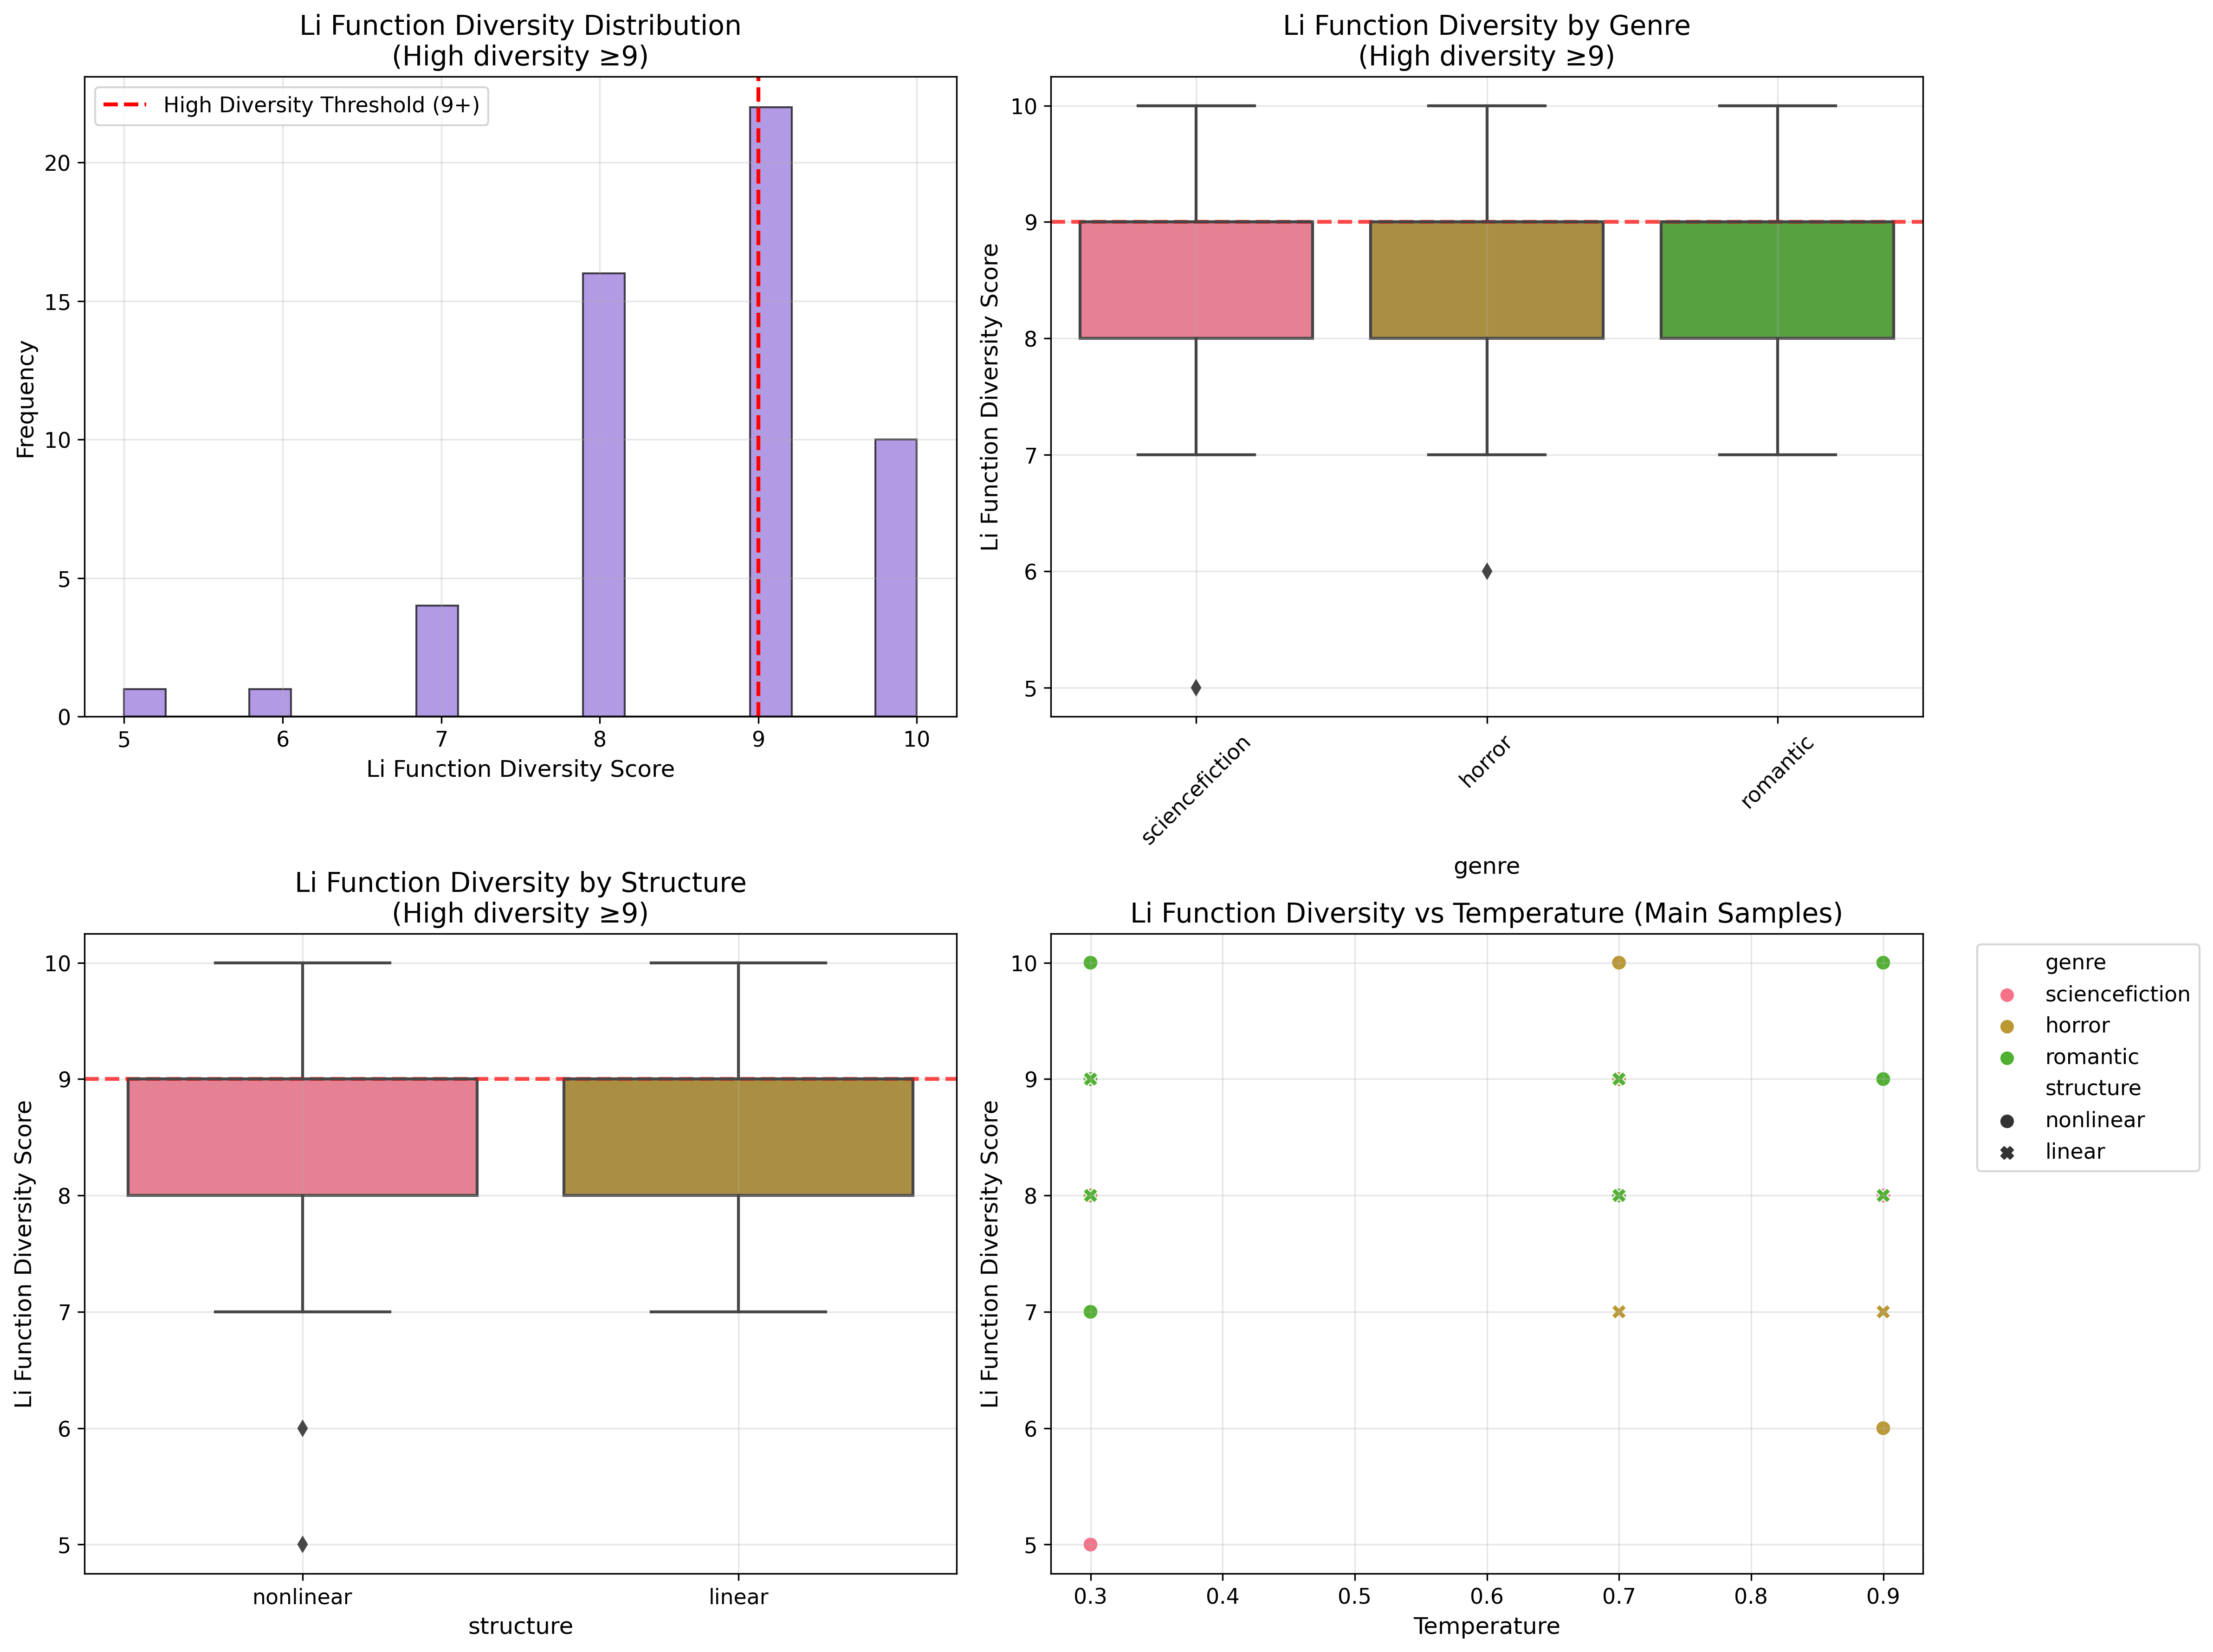 Li Function Diversity Distribution
(High diversity ≥9)
High Diversity Threshold (9+)
Frequency
20
15
10
5
0
5
6
7
8
9
10
Li Function Diversity Score
Li Function Diversity by Genre
(High diversity ≥9)
Li Function Diversity Score
10
9
8
7
6
5
sciencefiction
horror
romantic
genre
Li Function Diversity by Structure
(High diversity ≥9)
Li Function Diversity Score
10
9
8
7
6
5
nonlinear
linear
structure
Li Function Diversity vs Temperature (Main Samples)
Li Function Diversity Score
10
9
8
7
6
5
0.3
0.4
0.5
0.6
0.7
0.8
0.9
Temperature
genre
sciencefiction
horror
romantic
structure
nonlinear
linear